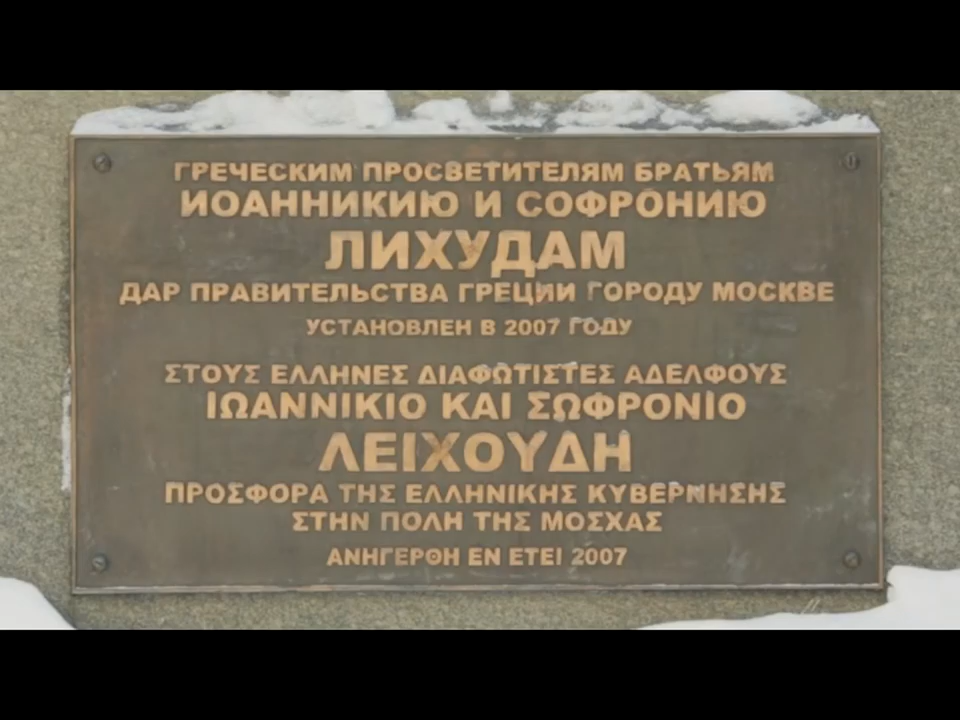 ГРЕЧЕСКИМ ПРОСВЕТИТЕЛЯМ БРАТЬЯМ
ИОАННИКИЮ И СОФРОНИЮ
ЛИХУДАМ
ДАР ПРАВИТЕЛЬСТВА ГРЕЦИИ ГОРОДУ МОСКВЕ
УСТАНОВЛЕН В 2007 ГОДУ
ΣΤΟΥΣ ΕΛΛΗΝΕΣ ΔΙΑΦΩΤΙΣΤΕΣ ΑΔΕΛΦΟΥΣ
ΙΩΑΝΝΙΚΙΟ ΚΑΙ ΣΩΦΡΟΝΙΟ
ΛΕΙΧΟΥΔΗ
ΠΡΟΣΦΟΡΑ ΤΗΣ ΕΛΛΗΝΙΚΗΣ ΚΥΒΕΡΝΗΣΗΣ
ΣΤΗΝ ΠΟΛΗ ΤΗΣ ΜΟΣΧΑΣ
ΑΝΗΓΕΡΘΗ ΕΝ ΕΤΕΙ 2007